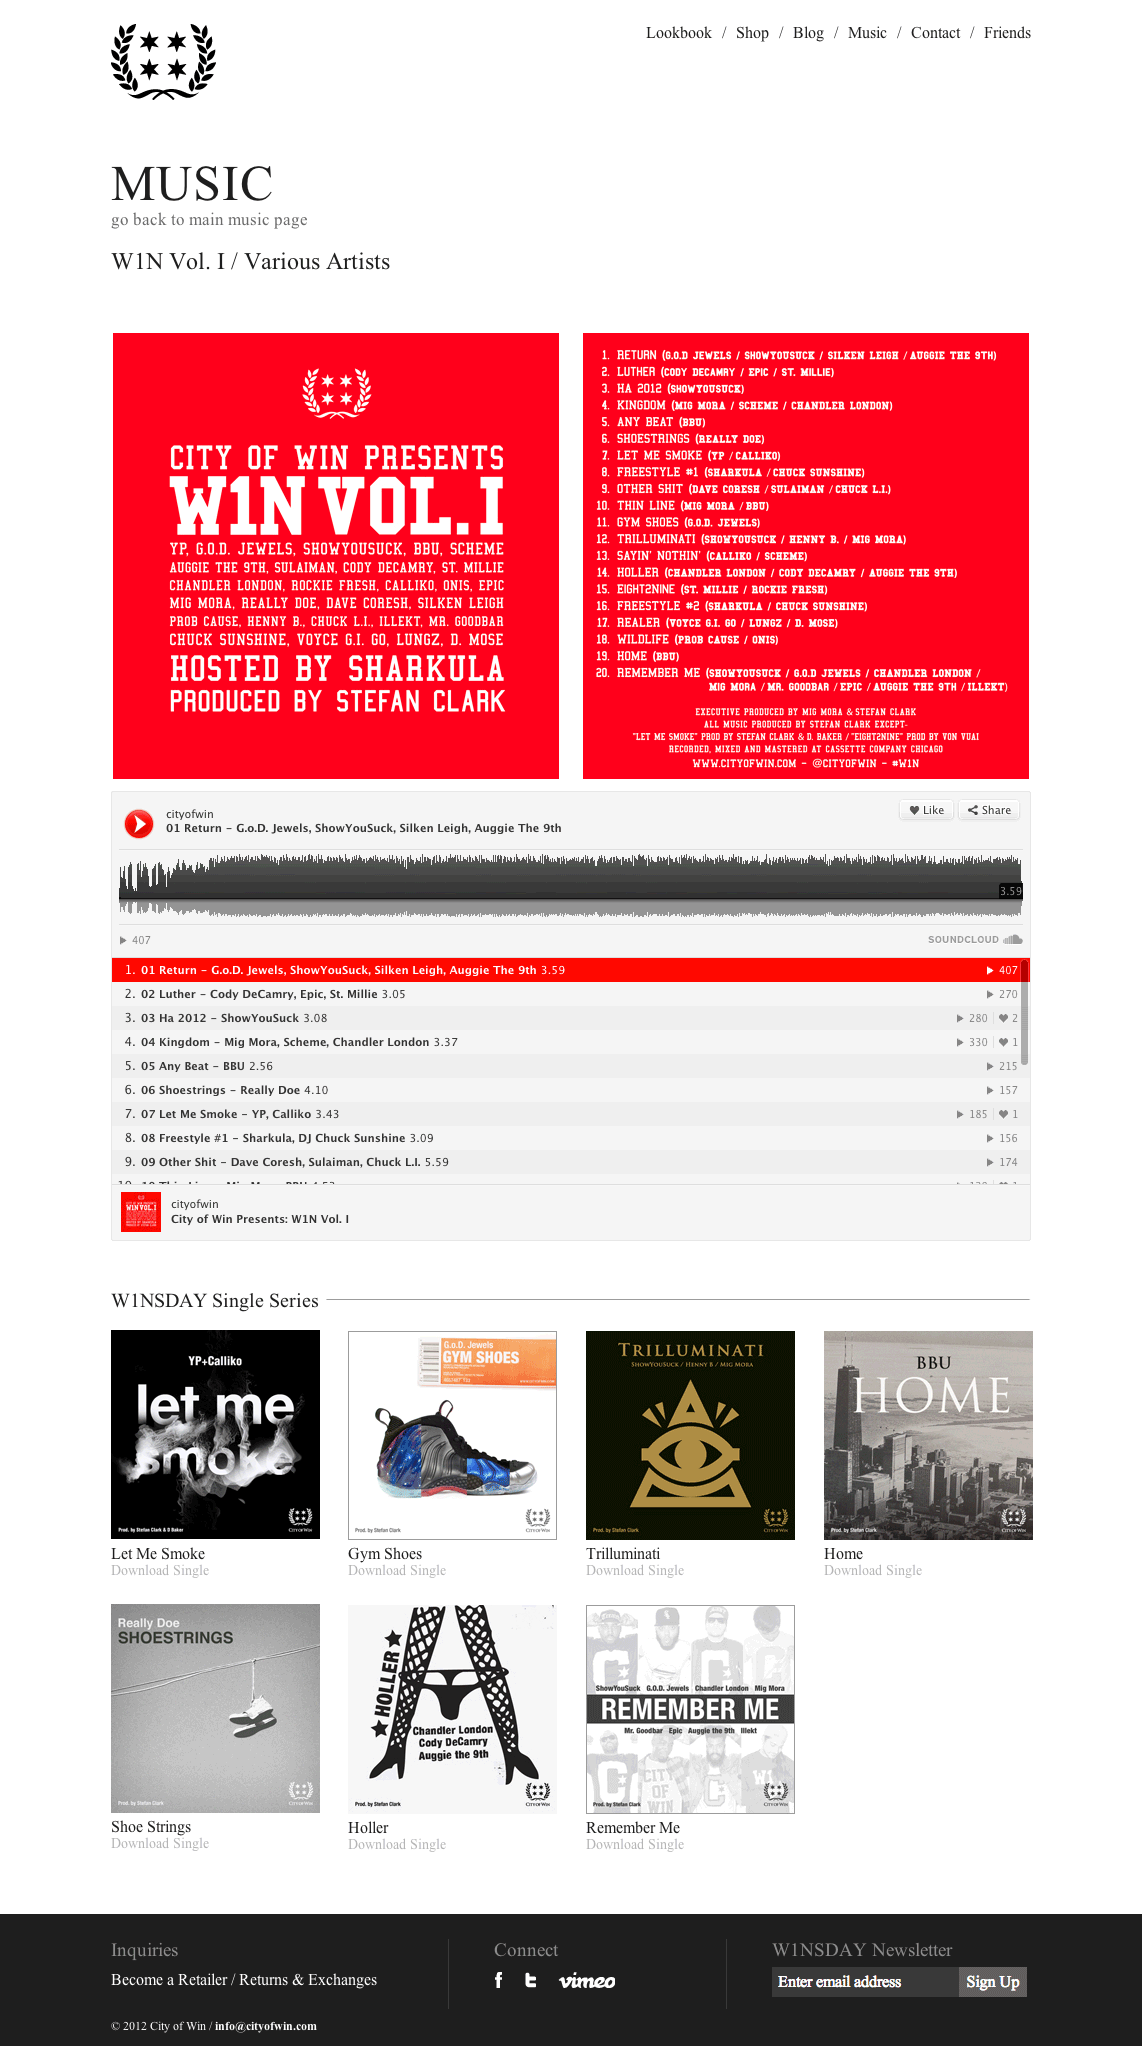 Lookbook / Shop / Blog / Music / Contact / Friends
MUSIC
go back to main music page
W1N Vol. I / Various Artists
CITY OF WIN PRESENTS
W1N VOL. I
YP, G.O.D. JEWELS, SHOWYOUSUCK, BBU, SCHEME
AUGGIE THE 9TH, SULAIMAN, CODY DECAMRY, ST. MILLIE
CHANDLER LONDON, ROCKIE FRESH, CALLIKO, ONIS, EPIC
MIG MORA, REALLY DOE, DAVE CORESH, SILKEN LEIGH
PROB CAUSE, HENNY B., CHUCK L.I., ILLEKT, MR. GOODBAR
CHUCK SUNSHINE, VOYCE G.I. GO, LUNGZ, D. MOSE
HOSTED BY SHARKULA
PRODUCED BY STEFAN CLARK
1. RETURN (G.O.D JEWELS / SHOWYOUSUCK / SILKEN LEIGH / AUGGIE THE 9TH)
2. LUTHER (CODY DECAMRY / EPIC / ST. MILLIE)
3. HA 2012 (SHOWYOUSUCK)
4. KINGDOM (MIG MORA / SCHEME / CHANDLER LONDON)
5. ANY BEAT (BBU)
6. SHOESTRINGS (REALLY DOE)
7. LET ME SMOKE (YP / CALLIKO)
8. FREESTYLE #1 (SHARKULA / CHUCK SUNSHINE)
9. OTHER SHIT (DAVE CORESH / SULAIMAN / CHUCK L.I.)
10. THIN LINE (MIG MORA / BBU)
11. GYM SHOES (G.O.D. JEWELS)
12. TRILLUMINATI (SHOWYOUSUCK / HENNY B. / MIG MORA)
13. SAYIN' NOTHIN' (CALLIKO / SCHEME)
14. HOLLER (CHANDLER LONDON / CODY DECAMRY / AUGGIE THE 9TH)
15. EIGHT2NINE (ST. MILLIE / ROCKIE FRESH)
16. FREESTYLE #2 (SHARKULA / CHUCK SUNSHINE)
17. REALER (VOYCE G.I. GO / LUNGZ / D. MOSE)
18. WILDLIFE (PROB CAUSE / ONIS)
19. HOME (BBU)
20. REMEMBER ME (SHOWYOUSUCK / G.O.D JEWELS / CHANDLER LONDON /
MIG MORA / MR. GOODBAR / EPIC / AUGGIE THE 9TH / ILLEKT)
EXECUTIVE PRODUCED BY MIG MORA & STEFAN CLARK
ALL MUSIC PRODUCED BY STEFAN CLARK EXCEPT-
"LET ME SMOKE" PROD BY STEFAN CLARK & D. BAKER / "EIGHT2NINE" PROD BY VON VUAI
RECORDED, MIXED AND MASTERED AT CASSETTE COMPANY CHICAGO
WWW.CITYOFWIN.COM - @CITYOFWIN - #W1N
cityofwin
01 Return - G.o.D. Jewels, ShowYouSuck, Silken Leigh, Auggie The 9th
Like Share
3.59
407 SOUNDCLOUD
1. 01 Return - G.o.D. Jewels, ShowYouSuck, Silken Leigh, Auggie The 9th 3.59 407
2. 02 Luther - Cody DeCamry, Epic, St. Millie 3.05 270
3. 03 Ha 2012 - ShowYouSuck 3.08 280 2
4. 04 Kingdom - Mig Mora, Scheme, Chandler London 3.37 330 1
5. 05 Any Beat - BBU 2.56 215
6. 06 Shoestrings - Really Doe 4.10 157
7. 07 Let Me Smoke - YP, Calliko 3.43 185 1
8. 08 Freestyle #1 - Sharkula, DJ Chuck Sunshine 3.09 156
9. 09 Other Shit - Dave Coresh, Sulaiman, Chuck L.I. 5.59 174
cityofwin
City of Win Presents: W1N Vol. I
W1NSDAY Single Series
YP+Calliko
let me
smoke
Prod. by Stefan Clark & D Baker
CITY OF WIN
G.o.D. Jewels
GYM SHOES
Prod. by Stefan Clark
CITY OF WIN
TRILLUMINATI
SHOWYOUSUCK / HENNY B / MIG MORA
Prod. by Stefan Clark
CITY OF WIN
BBU
HOME
Prod. by Stefan Clark
CITY OF WIN
Let Me Smoke
Download Single
Gym Shoes
Download Single
Trilluminati
Download Single
Home
Download Single
Really Doe
SHOESTRINGS
Prod. by Stefan Clark
CITY OF WIN
HOLLER
Chandler London
Cody DeCamry
Auggie the 9th
Prod. by Stefan Clark
CITY OF WIN
ShowYouSuck G.O.D. Jewels Chandler London Mig Mora
REMEMBER ME
Mr. Goodbar Epic Auggie the 9th Illekt
CITY
OF
WIN
Prod. by Stefan Clark
CITY OF WIN
Shoe Strings
Download Single
Holler
Download Single
Remember Me
Download Single
Inquiries
Become a Retailer / Returns & Exchanges
Connect
vimeo
W1NSDAY Newsletter
Enter email address Sign Up
© 2012 City of Win / info@cityofwin.com